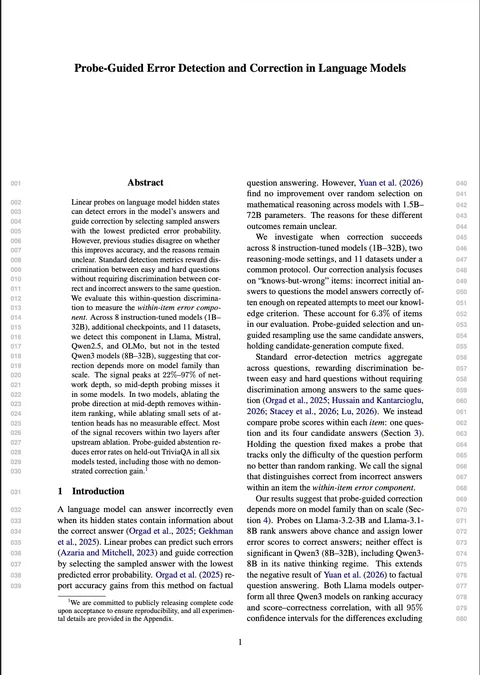 Probe-Guided Error Detection and Correction in Language Models
Abstract
001
002 Linear probes on language model hidden states
003 can detect errors in the model's answers and
004 guide correction by selecting sampled answers
005 with the lowest predicted error probability.
006 However, previous studies disagree on whether
007 this improves accuracy, and the reasons remain
008 unclear. Standard detection metrics reward dis-
009 crimination between easy and hard questions
010 without requiring discrimination between cor-
011 rect and incorrect answers to the same question.
012 We evaluate this within-question discrimina-
013 tion to measure the within-item error compo-
014 nent. Across 8 instruction-tuned models (1B–
015 32B), additional checkpoints, and 11 datasets,
016 we detect this component in Llama, Mistral,
017 Qwen2.5, and OLMo, but not in the tested
018 Qwen3 models (8B–32B), suggesting that cor-
019 rection depends more on model family than
020 scale. The signal peaks at 22%–97% of net-
021 work depth, so mid-depth probing misses it
022 in some models. In two models, ablating the
023 probe direction at mid-depth removes within-
024 item ranking, while ablating small sets of at-
025 tention heads has no measurable effect. Most
026 of the signal recovers within two layers after
027 upstream ablation. Probe-guided abstention re-
028 duces error rates on held-out TriviaQA in all six
029 models tested, including those with no demon-
030 strated correction gain.1
031 1 Introduction
032 A language model can answer incorrectly even
033 when its hidden states contain information about
034 the correct answer (Orgad et al., 2025; Gekhman
035 et al., 2025). Linear probes can predict such errors
036 (Azaria and Mitchell, 2023) and guide correction
037 by selecting the sampled answer with the lowest
038 predicted error probability. Orgad et al. (2025) re-
039 port accuracy gains from this method on factual
1We are committed to publicly releasing complete code
upon acceptance to ensure reproducibility, and all experimen-
tal details are provided in the Appendix.
question answering. However, Yuan et al. (2026) 040
find no improvement over random selection on 041
mathematical reasoning across models with 1.5B– 042
72B parameters. The reasons for these different 043
outcomes remain unclear. 044
We investigate when correction succeeds 045
across 8 instruction-tuned models (1B–32B), two 046
reasoning-mode settings, and 11 datasets under a 047
common protocol. Our correction analysis focuses 048
on "knows-but-wrong" items: incorrect initial an- 049
swers to questions the model answers correctly of- 050
ten enough on repeated attempts to meet our knowl- 051
edge criterion. These account for 6.3% of items 052
in our evaluation. Probe-guided selection and un- 053
guided resampling use the same candidate answers, 054
holding candidate-generation compute fixed. 055
Standard error-detection metrics aggregate 056
across questions, rewarding discrimination be- 057
tween easy and hard questions without requiring 058
discrimination among answers to the same ques- 059
tion (Orgad et al., 2025; Hussain and Kantarcioglu, 060
2026; Stacey et al., 2026; Lu, 2026). We instead 061
compare probe scores within each item: one ques- 062
tion and its four candidate answers (Section 3). 063
Holding the question fixed makes a probe that 064
tracks only the difficulty of the question perform 065
no better than random ranking. We call the signal 066
that distinguishes correct from incorrect answers 067
within an item the within-item error component. 068
Our results suggest that probe-guided correction 069
depends more on model family than on scale (Sec- 070
tion 4). Probes on Llama-3.2-3B and Llama-3.1- 071
8B rank answers above chance and assign lower 072
error scores to correct answers; neither effect is 073
significant in Qwen3 (8B–32B), including Qwen3- 074
8B in its native thinking regime. This extends 075
the negative result of Yuan et al. (2026) to factual 076
question answering. Both Llama models outper- 077
form all three Qwen3 models on ranking accuracy 078
and score–correctness correlation, with all 95% 079
confidence intervals for the differences excluding 080
1